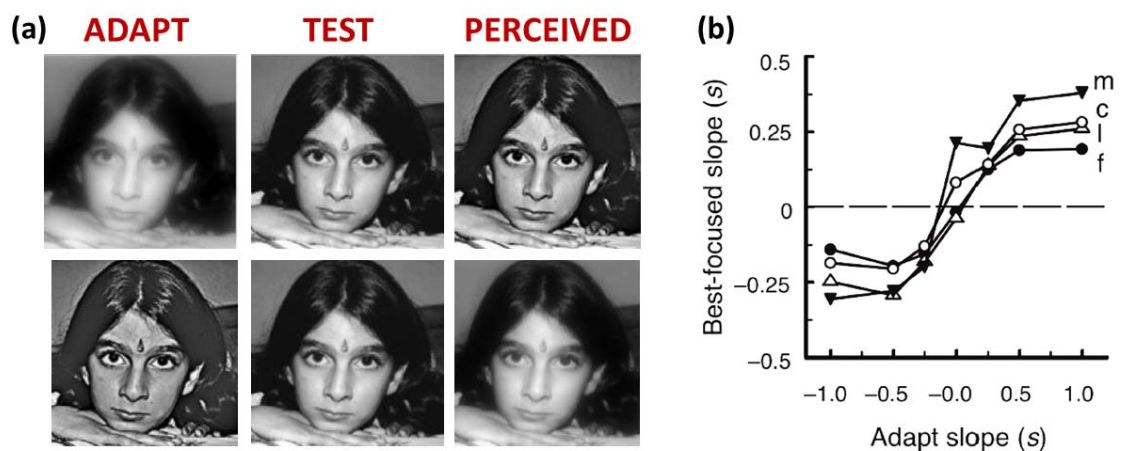 (a) ADAPT TEST PERCEIVED
(b)
Best-focused slope (s)
0.5
0.25
0
−0.25
−0.5
m
c
l
f
−1.0 −0.5 −0.0 0.5 1.0
Adapt slope (s)